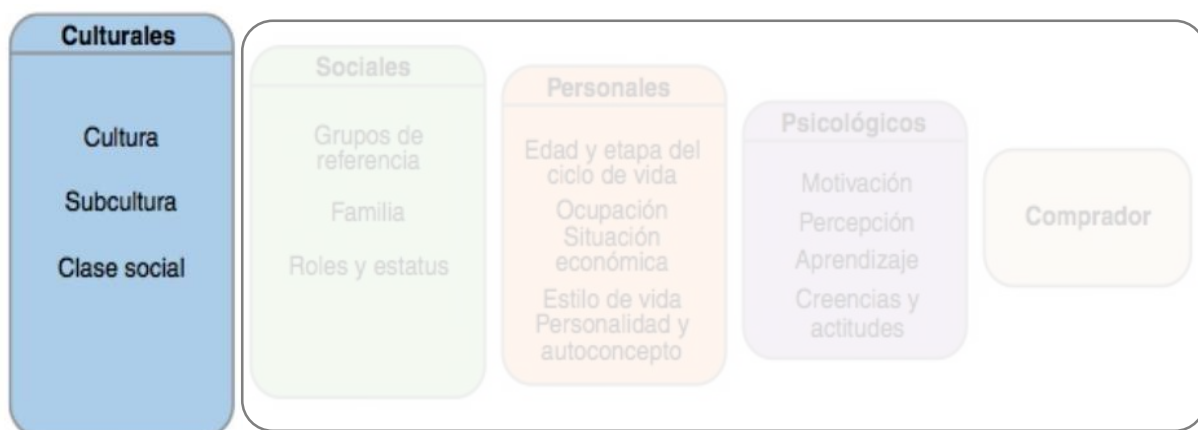 Culturales
Cultura
Subcultura
Clase social
Sociales
Grupos de
referencia
Familia
Roles y estatus
Personales
Edad y etapa del
ciclo de vida
Ocupación
Situación
económica
Estilo de vida
Personalidad y
autoconcepto
Psicológicos
Motivación
Percepción
Aprendizaje
Creencias y
actitudes
Comprador